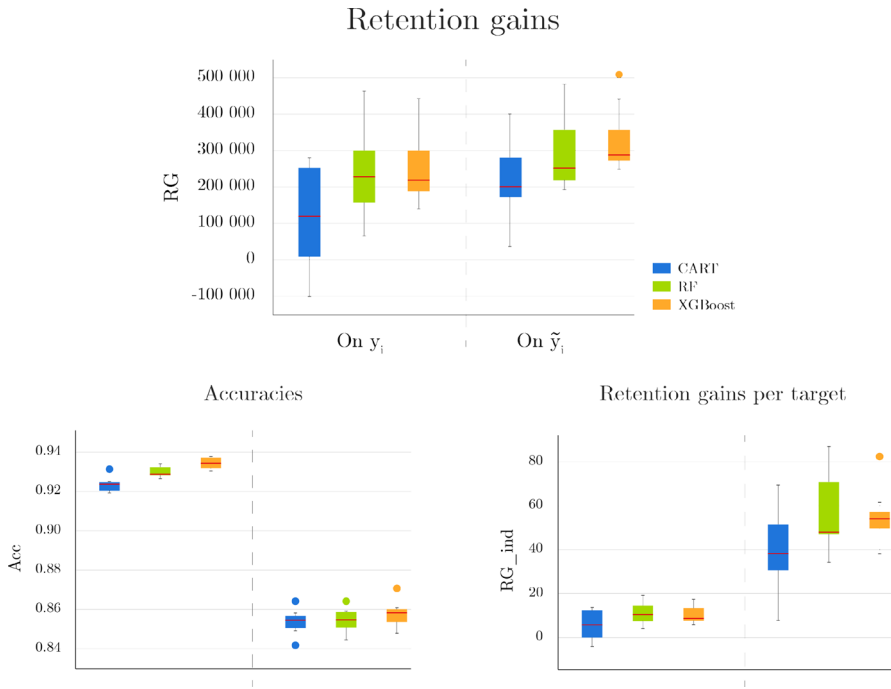 Retention gains
500 000
400 000
300 000
200 000
100 000
0
-100 000
RG
CART
RF
XGBoost
On yᵢ
On ỹᵢ
Accuracies
0.94
0.92
0.90
0.88
0.86
0.84
Acc
Retention gains per target
80
60
40
20
0
RG_ind